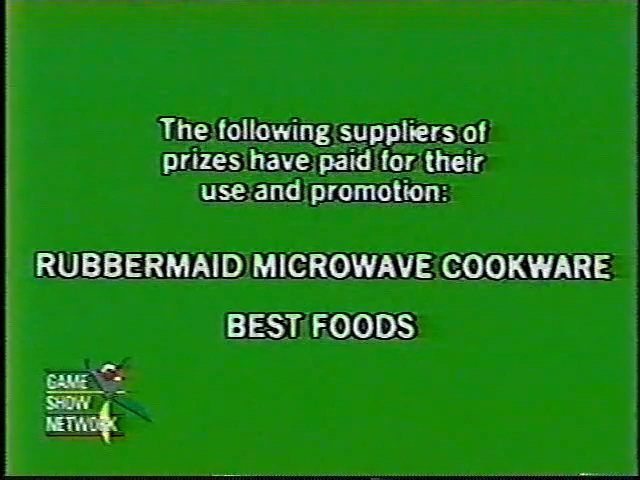 The following suppliers of
prizes have paid for their
use and promotion:
RUBBERMAID MICROWAVE COOKWARE
BEST FOODS
GAME
SHOW
NETWORK